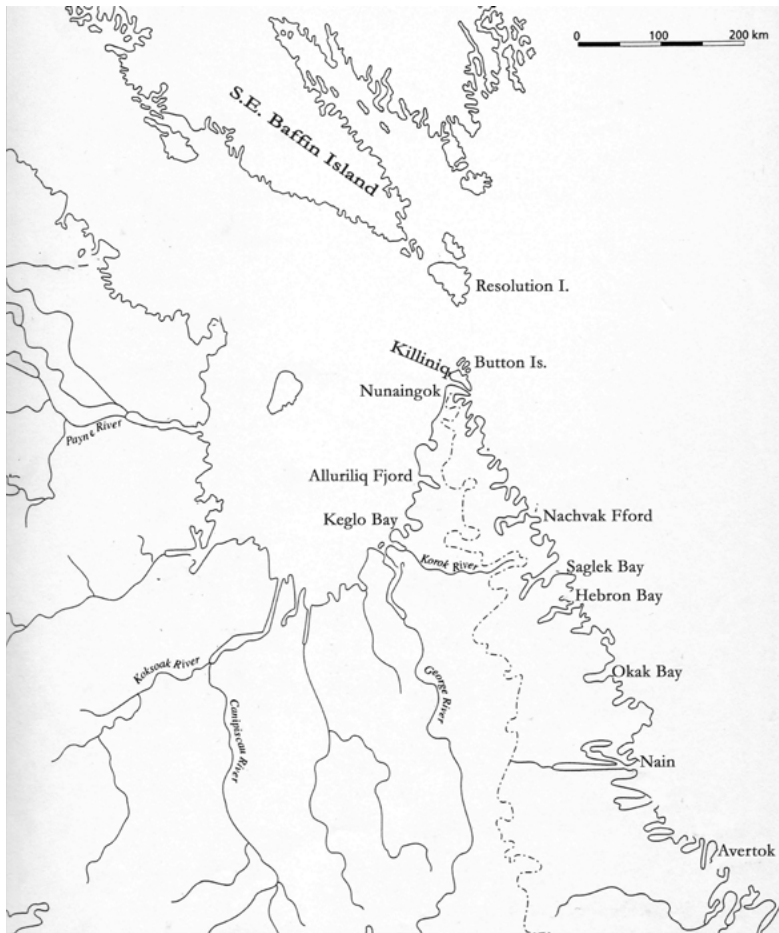 0 100 200 km
S.E. Baffin Island
Resolution I.
Killiniq
Button Is.
Nunaingok
Payne River
Alluriliq Fjord
Keglo Bay
Nachvak Fford
Korok River
Saglek Bay
Hebron Bay
Koksoak River
George River
Okak Bay
Canipiscau River
Nain
Avertok